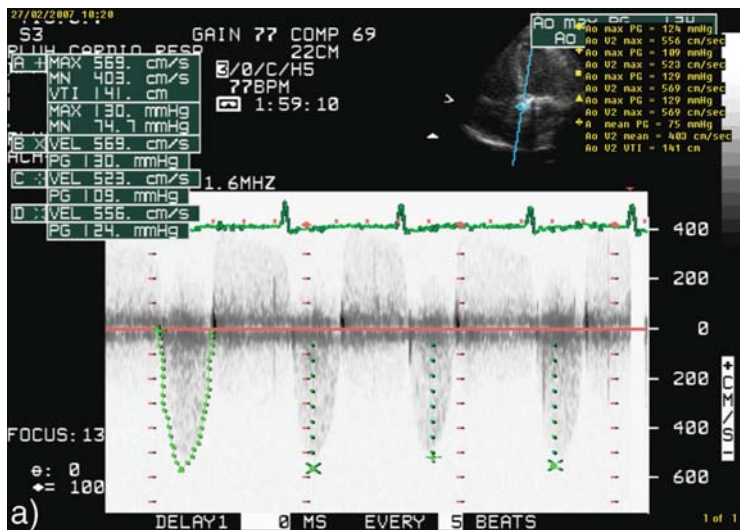 27/02/2007 10:20
S3
GAIN 77 COMP 69
22CM
3/0/C/H5
77BPM
1:59:10
Ao max PG = 124 mmHg
Ao V2 max = 556 cm/sec
Ao max PG = 109 mmHg
Ao V2 max = 523 cm/sec
Ao max PG = 129 mmHg
Ao V2 max = 569 cm/sec
Ao max PG = 129 mmHg
Ao V2 max = 569 cm/sec
A mean PG = 75 mmHg
Ao V2 mean = 403 cm/sec
Ao V2 VTI = 141 cm
A + MAX 569. cm/s
MN 403. cm/s
VTI 141. cm
MAX 130. mmHg
MN 74.7 mmHg
B X VEL 569. cm/s
PG 130. mmHg
C VEL 523. cm/s
PG 109. mmHg
D VEL 556. cm/s
PG 124. mmHg
1.6MHZ
400
200
0
200
400
600
+CM/S-
FOCUS: 13
0
= 100
a)
DELAY1 0 MS EVERY 5 BEATS
1 of 1